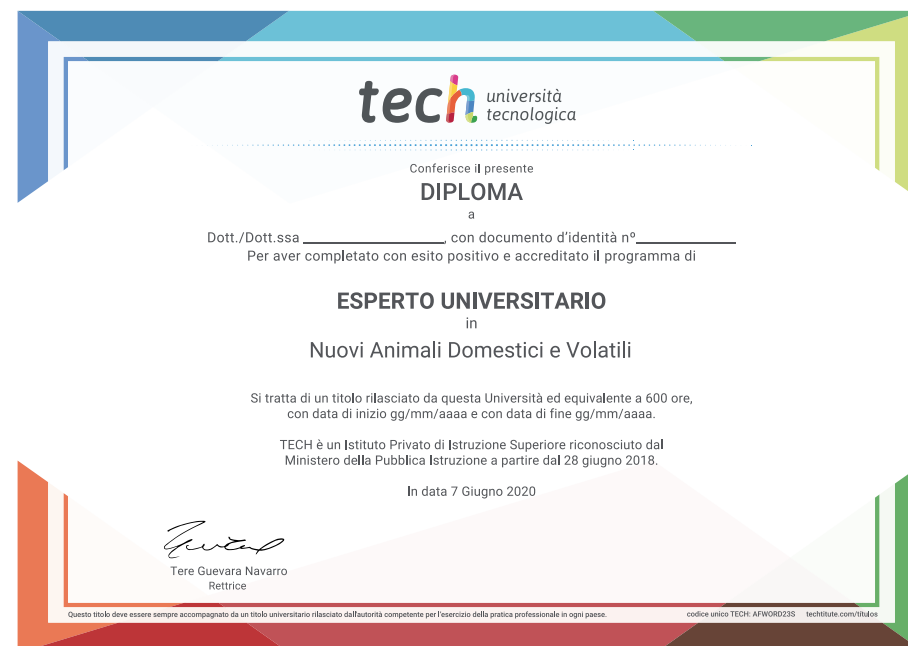 tech università
tecnologica
Conferisce il presente
DIPLOMA
a
Dott./Dott.ssa ____________________, con documento d'identità nº______________
Per aver completato con esito positivo e accreditato il programma di
ESPERTO UNIVERSITARIO
in
Nuovi Animali Domestici e Volatili
Si tratta di un titolo rilasciato da questa Università ed equivalente a 600 ore,
con data di inizio gg/mm/aaaa e con data di fine gg/mm/aaaa.
TECH è un Istituto Privato di Istruzione Superiore riconosciuto dal
Ministero della Pubblica Istruzione a partire dal 28 giugno 2018.
In data 7 Giugno 2020
Tere Guevara Navarro
Rettrice
Questo titolo deve essere sempre accompagnato da un titolo universitario rilasciato dall'autorità competente per l'esercizio della pratica professionale in ogni paese. codice unico TECH: AFWORD23S techtitute.com/títulos